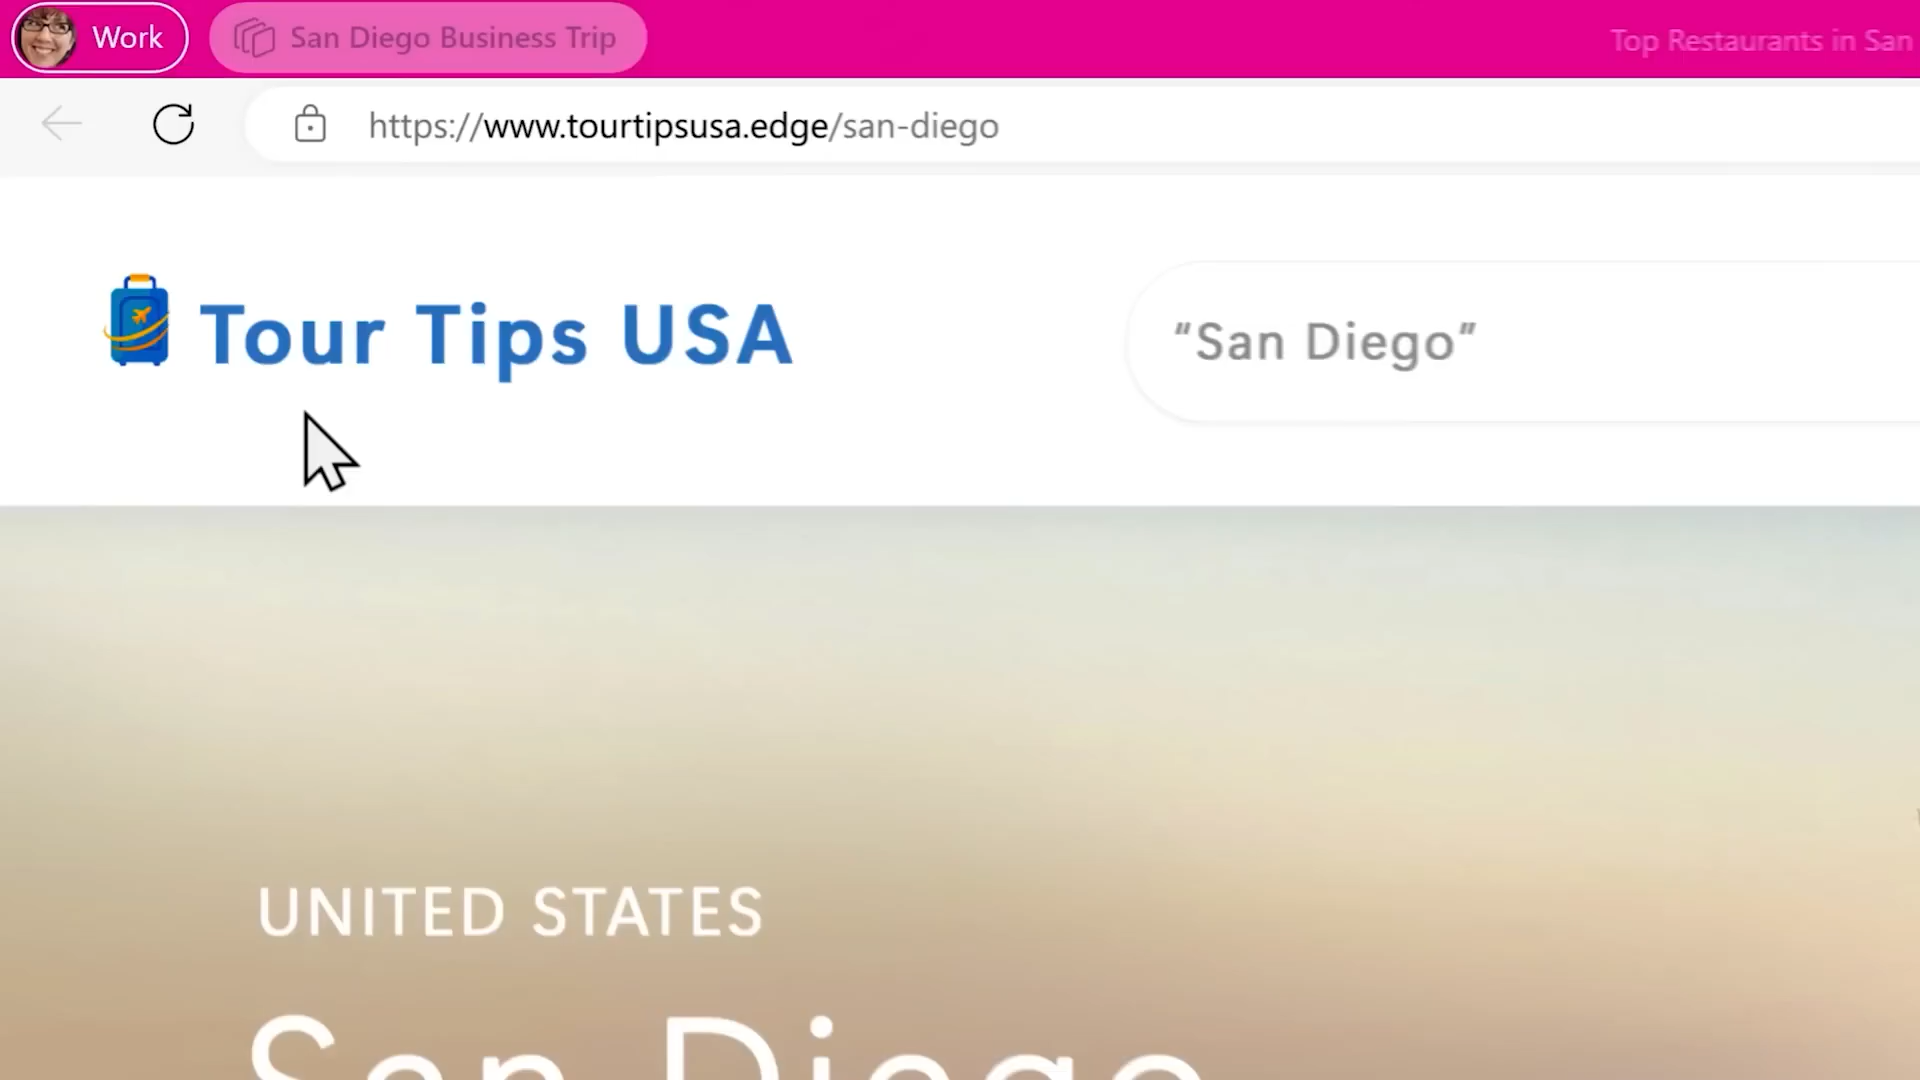 Work
San Diego Business Trip
Top Restaurants in San
https://www.tourtipsusa.edge/san-diego
Tour Tips USA
“San Diego”
UNITED STATES
San Diego